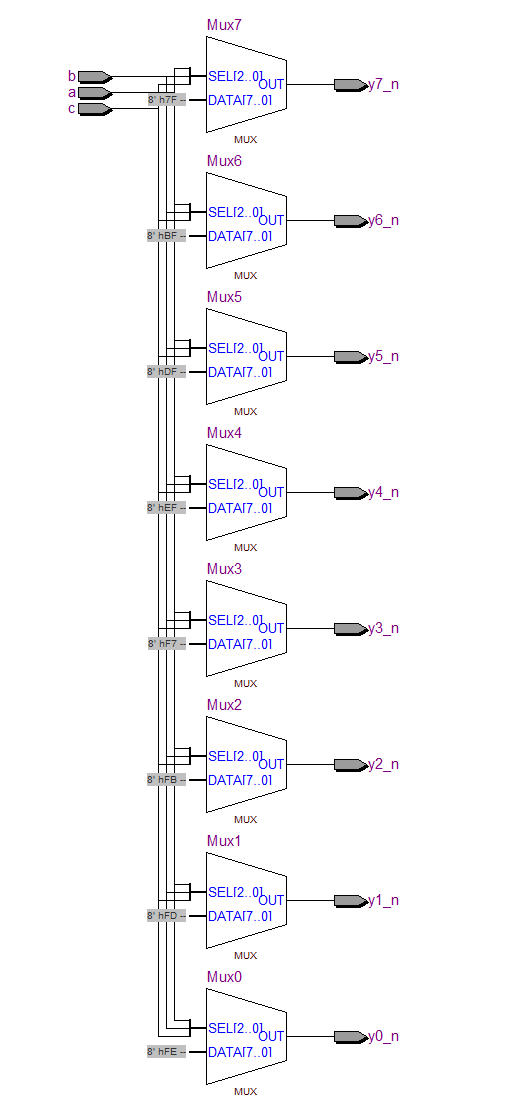 Mux7
b
a
c
SEL[2..0]
OUT
8' h7F --
DATA[7..0]
y7_n
MUX
Mux6
SEL[2..0]
OUT
8' hBF --
DATA[7..0]
y6_n
MUX
Mux5
SEL[2..0]
OUT
8' hDF --
DATA[7..0]
y5_n
MUX
Mux4
SEL[2..0]
OUT
8' hEF --
DATA[7..0]
y4_n
MUX
Mux3
SEL[2..0]
OUT
8' hF7 --
DATA[7..0]
y3_n
MUX
Mux2
SEL[2..0]
OUT
8' hFB --
DATA[7..0]
y2_n
MUX
Mux1
SEL[2..0]
OUT
8' hFD --
DATA[7..0]
y1_n
MUX
Mux0
SEL[2..0]
OUT
8' hFE --
DATA[7..0]
y0_n
MUX